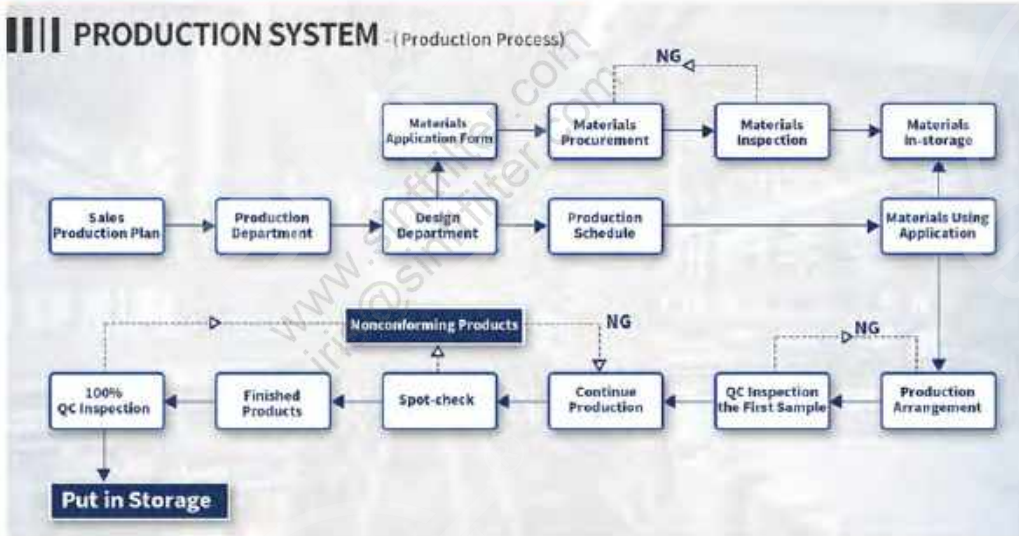 PRODUCTION SYSTEM - (Production Process)
NG
Materials
Application Form
Materials
Procurement
Materials
Inspection
Materials
In-storage
Sales
Production Plan
Production
Department
Design
Department
Production
Schedule
Materials Using
Application
Nonconforming Products
NG
NG
100%
QC Inspection
Finished
Products
Spot-check
Continue
Production
QC Inspection
the First Sample
Production
Arrangement
Put in Storage